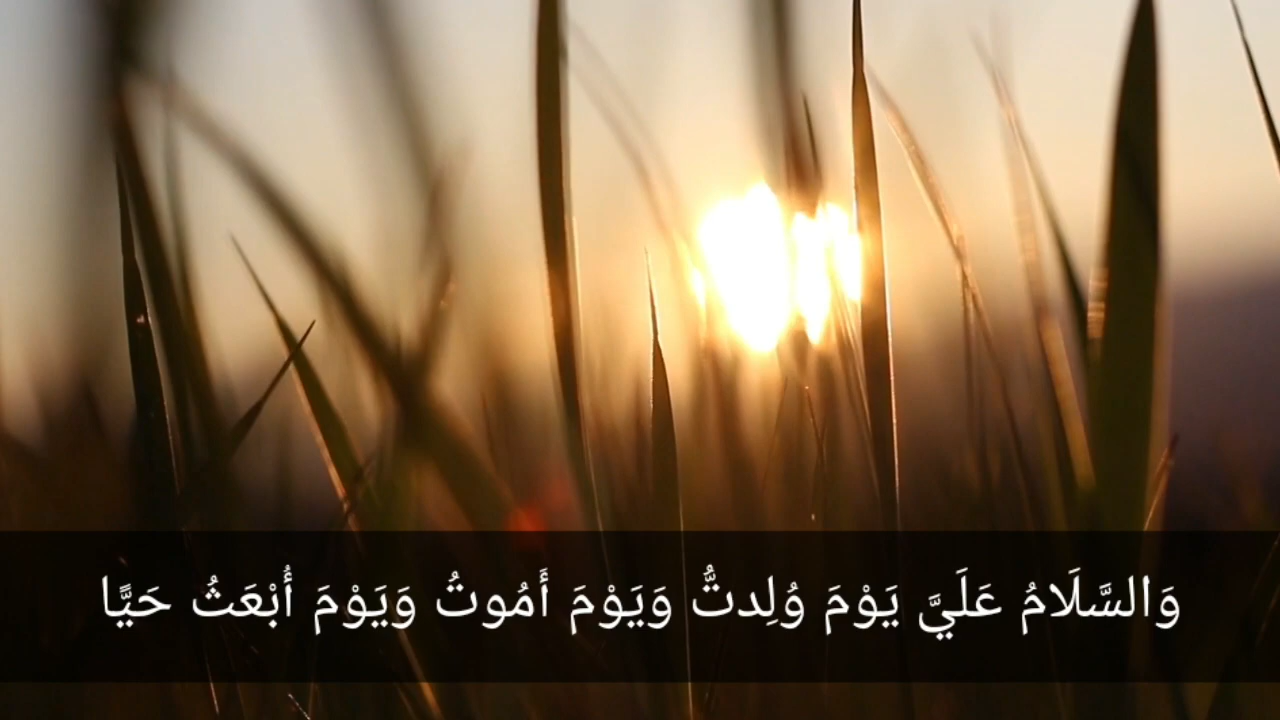 وَالسَّلَامُ عَلَيَّ يَوْمَ وُلِدتُّ وَيَوْمَ أَمُوتُ وَيَوْمَ أُبْعَثُ حَيًّا